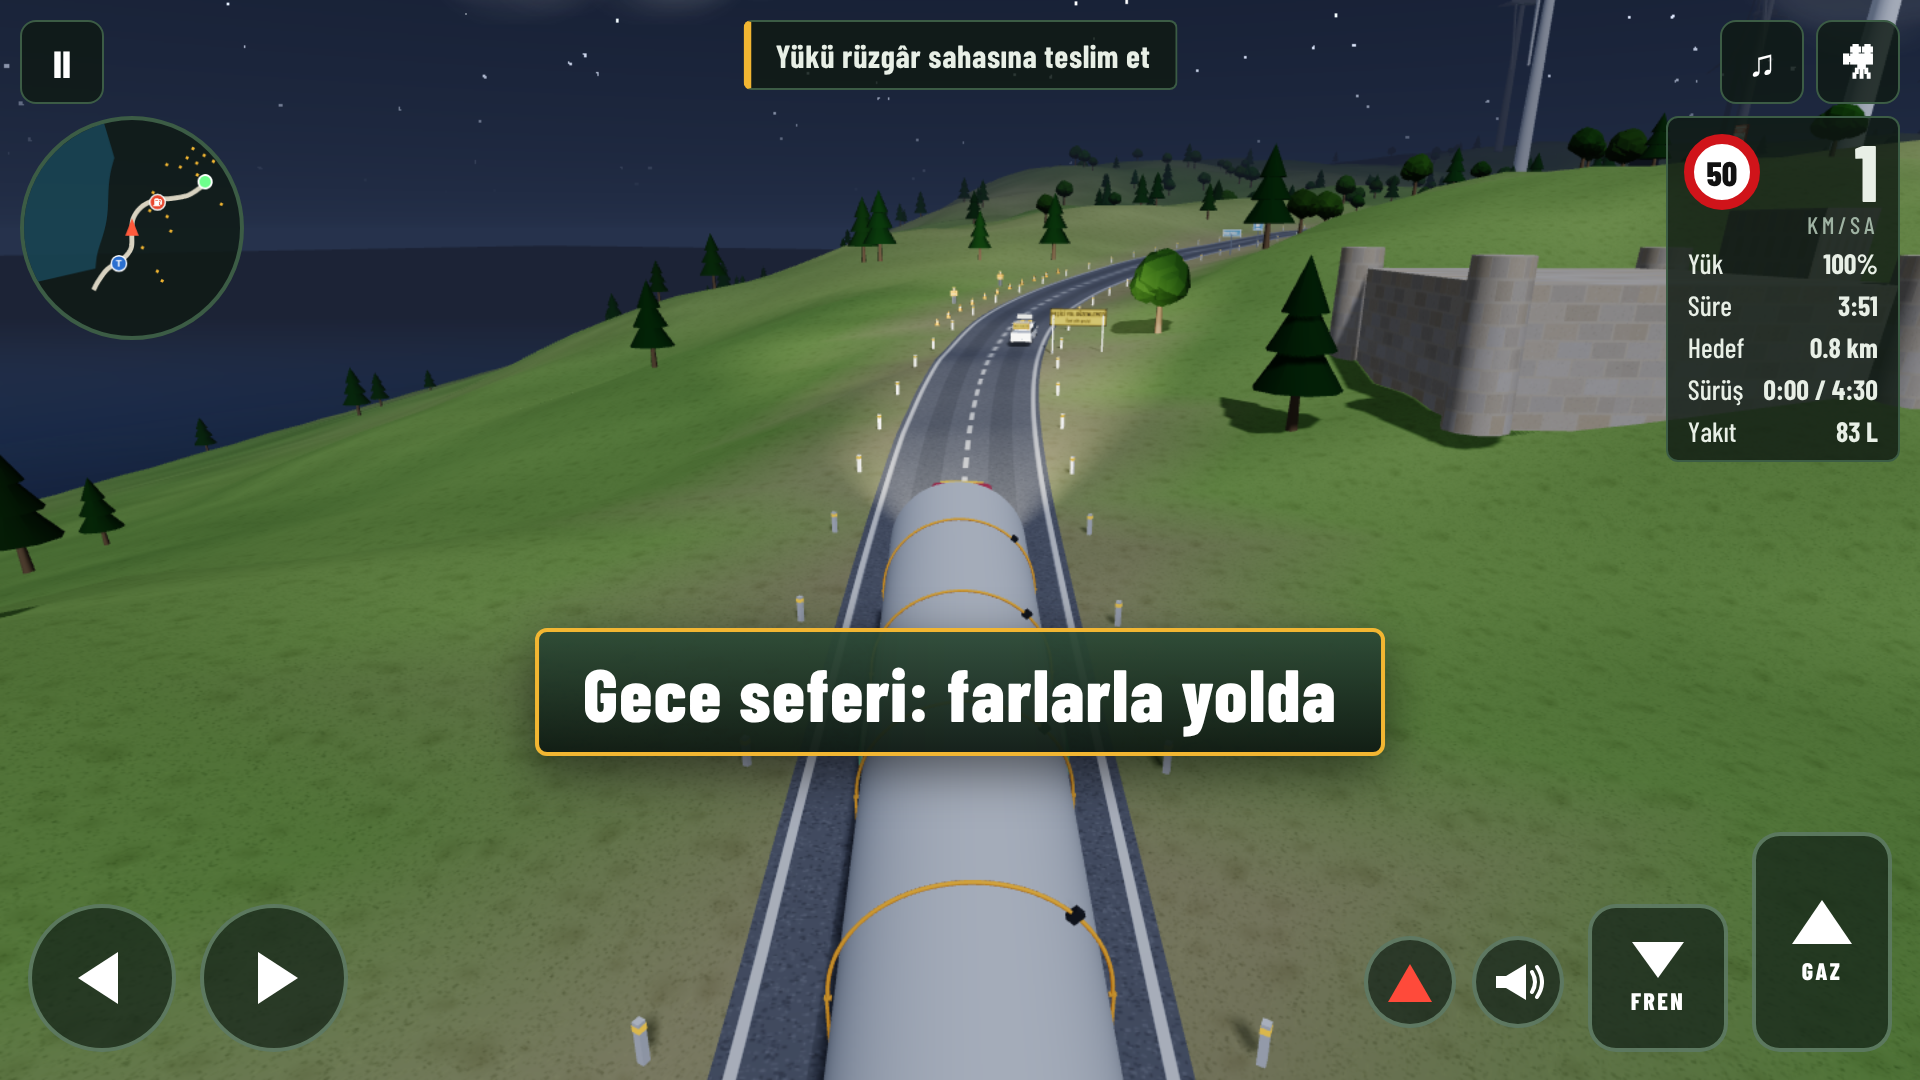 Yükü rüzgâr sahasına teslim et
50
1
KM/SA
Yük 100%
Süre 3:51
Hedef 0.8 km
Sürüş 0:00 / 4:30
Yakıt 83 L
T
Gece seferi: farlarla yolda
FREN
GAZ